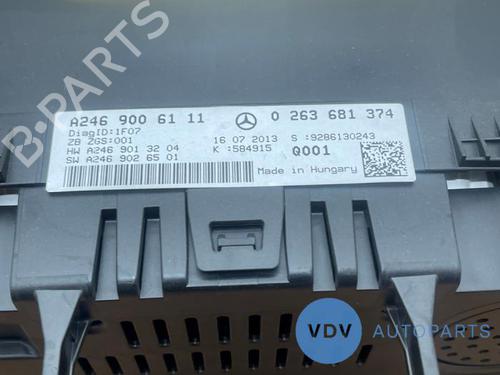 A246 900 61 11 0 263 681 374
DiagID:1F07
ZB ZGS:001 16 07 2013 S :9286130243
HW A246 901 32 04 K :584915 Q001
SW A246 902 65 01
Made in Hungary
VDV AUTOPARTS